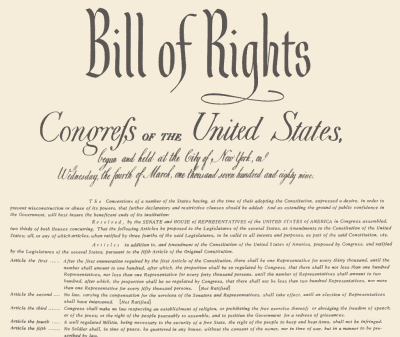 Bill of Rights
Congrefs OF THE United States,
begun and held at the City of New York, on
Wednesday, the fourth of March, one thousand seven hundred and eighty nine.
The Conventions of a number of the States having, at the time of their adopting the Constitution, expressed a desire, in order to
prevent misconstruction or abuse of its powers, that further declaratory and restrictive clauses should be added: And as extending the ground of public confidence in
the Government, will best insure the beneficent ends of its institution:
Resolved, by the SENATE and HOUSE of REPRESENTATIVES of the UNITED STATES of AMERICA in Congress assembled,
two thirds of both Houses concurring, That the following Articles be proposed to the Legislatures of the several States, as amendments to the Constitution of the United
States; all, or any of which articles, when ratified by three fourths of the said Legislatures, to be valid to all intents and purposes, as part of the said Constitution, viz.
Articles in addition to, and Amendment of the Constitution of the United States of America, proposed by Congress, and ratified
by the Legislatures of the several States, pursuant to the fifth Article of the Original Constitution.
Article the first ..... After the first enumeration required by the first Article of the Constitution, there shall be one Representative for every thirty thousand, until the
number shall amount to one hundred, after which, the proportion shall be so regulated by Congress, that there shall be not less than one hundred
Representatives, nor less than one Representative for every forty thousand persons, until the number of Representatives shall amount to two
hundred, after which, the proportion shall be so regulated by Congress, that there shall not be less than two hundred Representatives, nor more
than one Representative for every fifty thousand persons. [Not Ratified]
Article the second ..... No law, varying the compensation for the services of the Senators and Representatives, shall take effect, until an election of Representatives
shall have intervened. [Not Ratified]
Article the third ...... Congress shall make no law respecting an establishment of religion, or prohibiting the free exercise thereof; or abridging the freedom of speech,
or of the press; or the right of the people peaceably to assemble, and to petition the Government for a redress of grievances.
Article the fourth ..... A well regulated Militia, being necessary to the security of a free State, the right of the people to keep and bear Arms, shall not be infringed.
Article the fifth ...... No Soldier shall, in time of peace, be quartered in any house, without the consent of the owner, nor in time of war, but in a manner to be pre-
scribed by law.